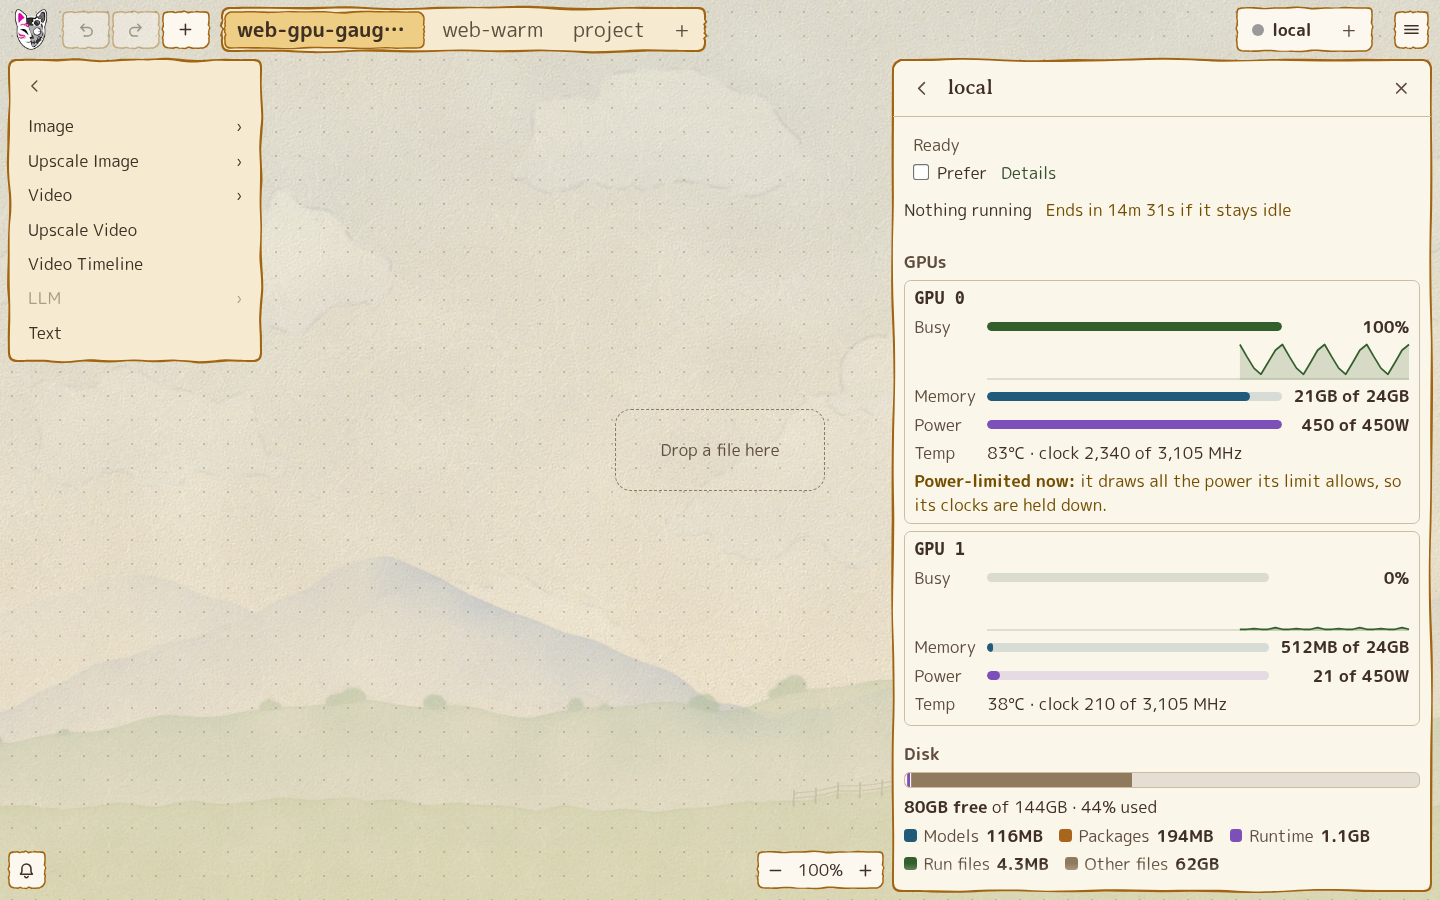 web-gpu-gaug···
web-warm
project
+
local
+
Image
Upscale Image
Video
Upscale Video
Video Timeline
LLM
Text
Drop a file here
− 100% +
local
Ready
Prefer Details
Nothing running Ends in 14m 31s if it stays idle
GPUs
GPU 0
Busy 100%
Memory 21GB of 24GB
Power 450 of 450W
Temp 83°C · clock 2,340 of 3,105 MHz
Power-limited now: it draws all the power its limit allows, so
its clocks are held down.
GPU 1
Busy 0%
Memory 512MB of 24GB
Power 21 of 450W
Temp 38°C · clock 210 of 3,105 MHz
Disk
80GB free of 144GB · 44% used
Models 116MB Packages 194MB Runtime 1.1GB
Run files 4.3MB Other files 62GB